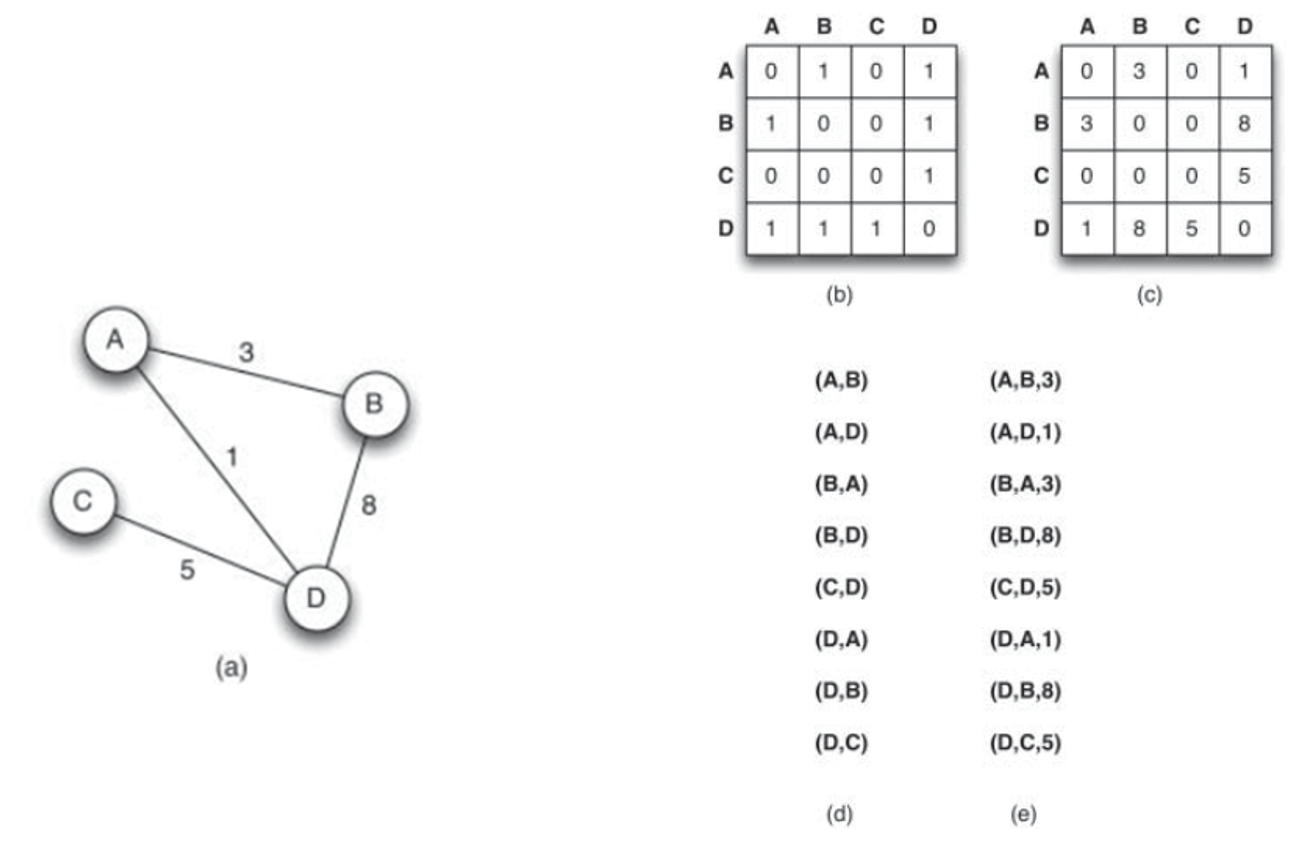 A
3
B
1
C
8
5
D
(a)
A B C D
A 0 1 0 1
B 1 0 0 1
C 0 0 0 1
D 1 1 1 0
(b)
A B C D
A 0 3 0 1
B 3 0 0 8
C 0 0 0 5
D 1 8 5 0
(c)
(A,B)
(A,D)
(B,A)
(B,D)
(C,D)
(D,A)
(D,B)
(D,C)
(d)
(A,B,3)
(A,D,1)
(B,A,3)
(B,D,8)
(C,D,5)
(D,A,1)
(D,B,8)
(D,C,5)
(e)